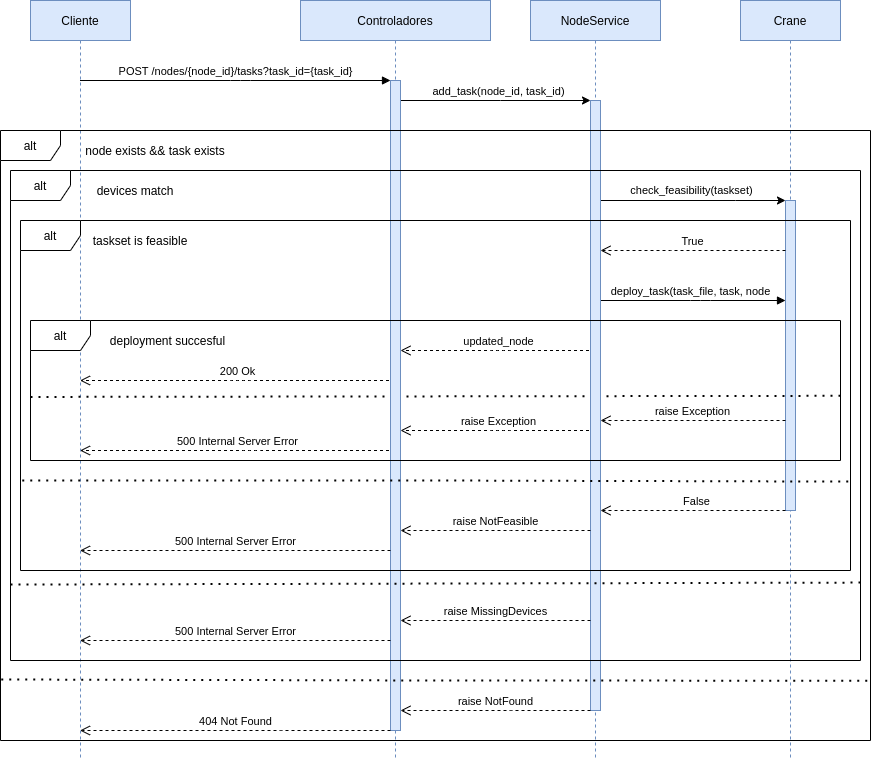 Cliente
Controladores
NodeService
Crane
POST /nodes/{node_id}/tasks?task_id={task_id}
add_task(node_id, task_id)
alt
node exists && task exists
alt
devices match
check_feasibility(taskset)
alt
taskset is feasible
True
deploy_task(task_file, task, node
alt
deployment succesful
updated_node
200 Ok
raise Exception
raise Exception
500 Internal Server Error
False
raise NotFeasible
500 Internal Server Error
raise MissingDevices
500 Internal Server Error
raise NotFound
404 Not Found